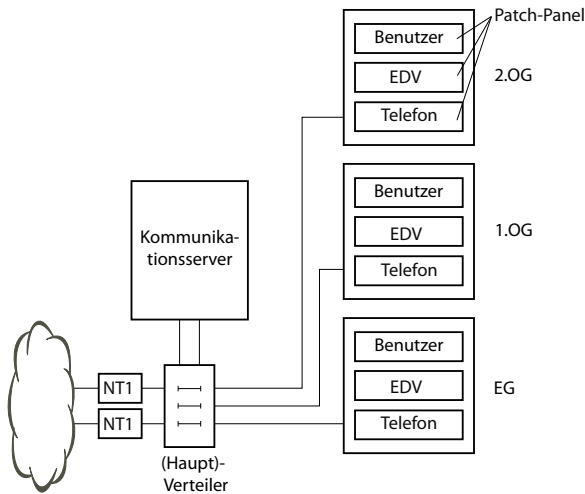 Patch-Panel
Benutzer
EDV
2.OG
Telefon
Benutzer
EDV
1.OG
Telefon
Kommunika-
tionsserver
Benutzer
EDV
EG
Telefon
NT1
NT1
(Haupt)-
Verteiler